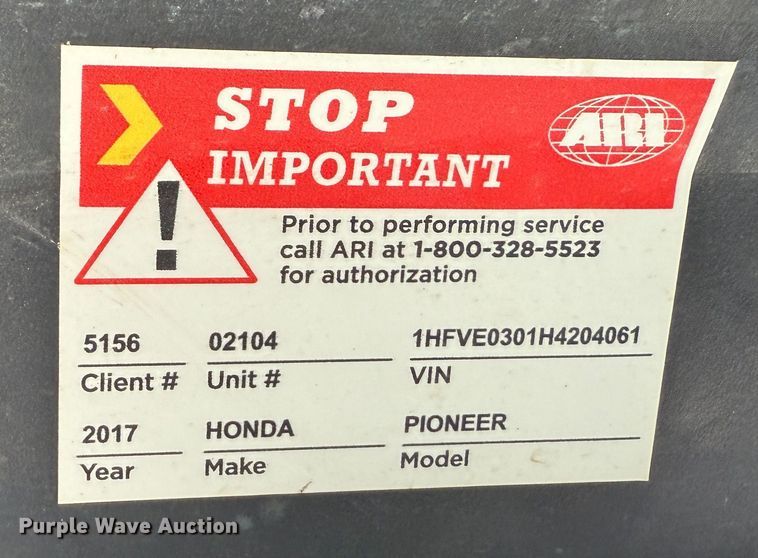 STOP
IMPORTANT
ARI
!
Prior to performing service
call ARI at 1-800-328-5523
for authorization
5156 02104 1HFVE0301H4204061
Client # Unit # VIN
2017 HONDA PIONEER
Year Make Model
Purple Wave Auction